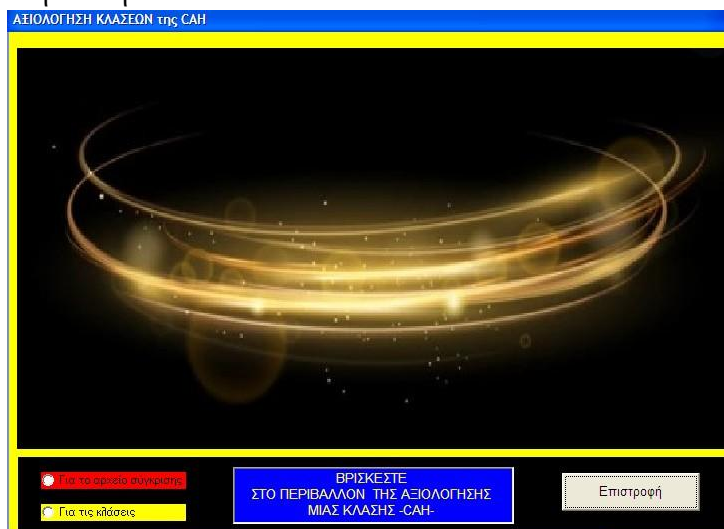 ΑΞΙΟΛΟΓΗΣΗ ΚΛΑΣΕΩΝ της CAH
Για το αρχείο σύγκρισης
Για τις κλάσεις
ΒΡΙΣΚΕΣΤΕ
ΣΤΟ ΠΕΡΙΒΑΛΛΟΝ ΤΗΣ ΑΞΙΟΛΟΓΗΣΗΣ
ΜΙΑΣ ΚΛΑΣΗΣ -CAH-
Επιστροφή